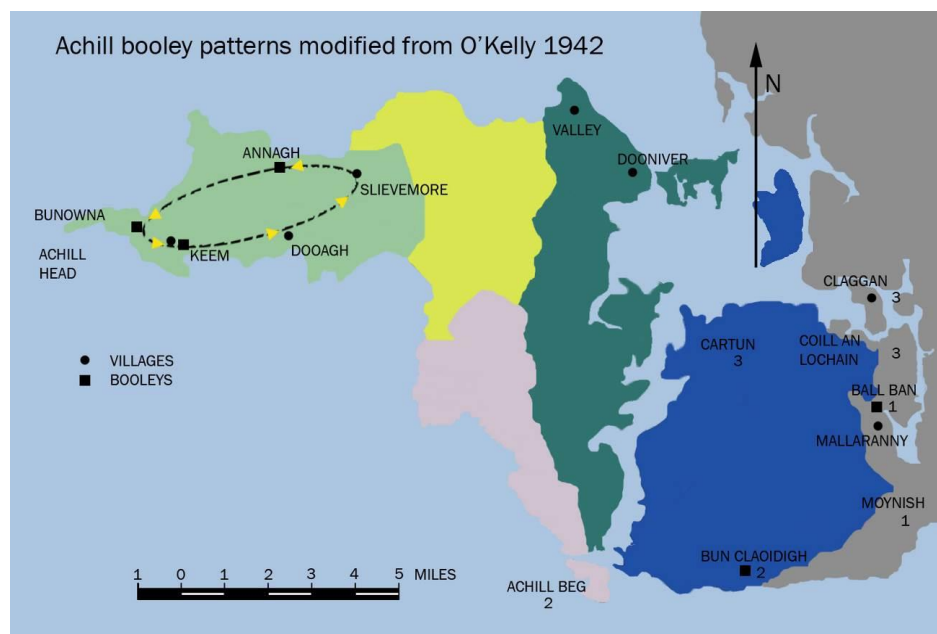 Achill booley patterns modified from O'Kelly 1942
N
VALLEY
DOONIVER
ANNAGH
SLIEVEMORE
BUNOWNA
KEEM
DOOAGH
ACHILL
HEAD
CLAGGAN
3
CARTUN
3
COILL AN
LOCHAIN
3
VILLAGES
BOOLEYS
BALL BAN
1
MALLARANNY
MOYNISH
1
BUN CLAOIDIGH
2
1 0 1 2 3 4 5 MILES
ACHILL BEG
2